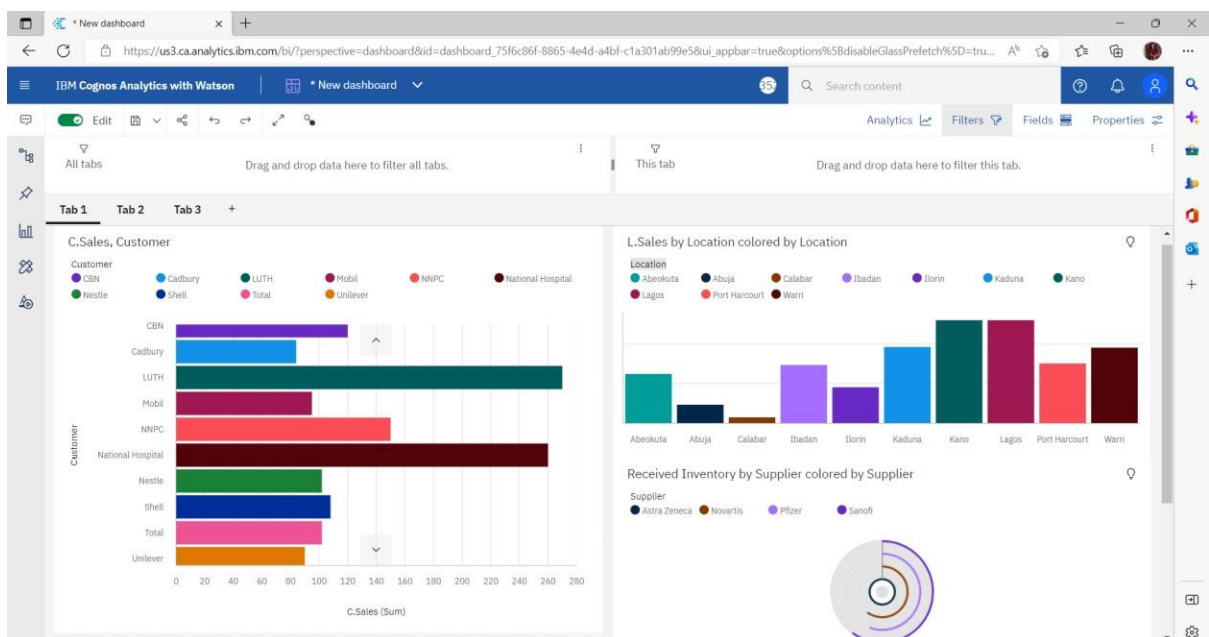 * New dashboard
https://us3.ca.analytics.ibm.com/bi/?perspective=dashboard&id=dashboard_75f6c86f-8865-4e4d-a4bf-c1a301ab99e5&ui_appbar=true&options%5BdisableGlassPrefetch%5D=tru...
IBM Cognos Analytics with Watson * New dashboard Search content
Edit Analytics Filters Fields Properties
All tabs Drag and drop data here to filter all tabs. This tab Drag and drop data here to filter this tab.
Tab 1 Tab 2 Tab 3 +
C.Sales, Customer
Customer
CBN Cadbury LUTH Mobil NNPC National Hospital
Nestle Shell Total Unilever
CBN
Cadbury
LUTH
Mobil
NNPC
National Hospital
Nestle
Shell
Total
Unilever
Customer
0 20 40 60 80 100 120 140 160 180 200 220 240 260 280
C.Sales (Sum)
L.Sales by Location colored by Location
Location
Abeokuta Abuja Calabar Ibadan Ilorin Kaduna Kano
Lagos Port Harcourt Warri
Abeokuta Abuja Calabar Ibadan Ilorin Kaduna Kano Lagos Port Harcourt Warri
Received Inventory by Supplier colored by Supplier
Supplier
Astra Zeneca Novartis Pfizer Sanofi